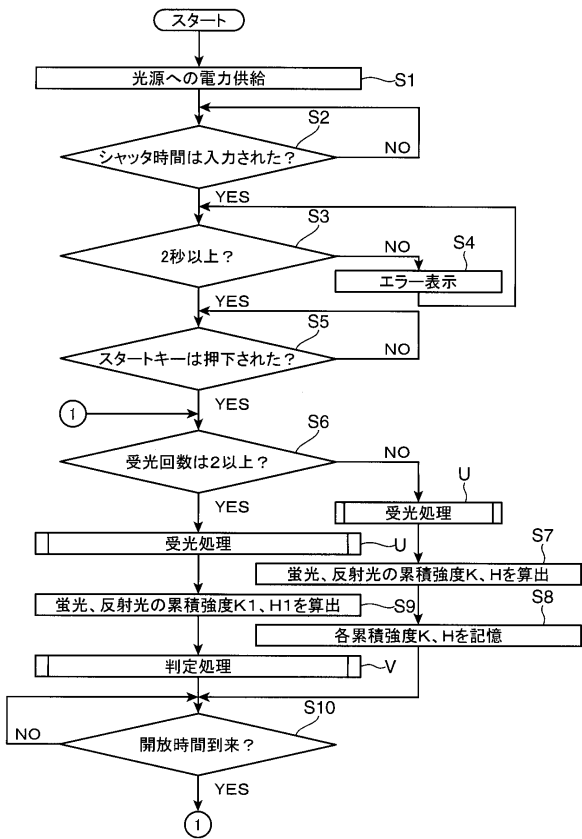 スタート
光源への電力供給
S1
S2
シャッタ時間は入力された?
NO
YES
S3
2秒以上?
NO
S4
エラー表示
YES
S5
スタートキーは押下された?
NO
YES
1
S6
受光回数は2以上?
NO
YES
U
受光処理
受光処理
U
S7
蛍光、反射光の累積強度K、Hを算出
蛍光、反射光の累積強度K1、H1を算出
S9
S8
各累積強度K、Hを記憶
判定処理
V
S10
NO
開放時間到来?
YES
1